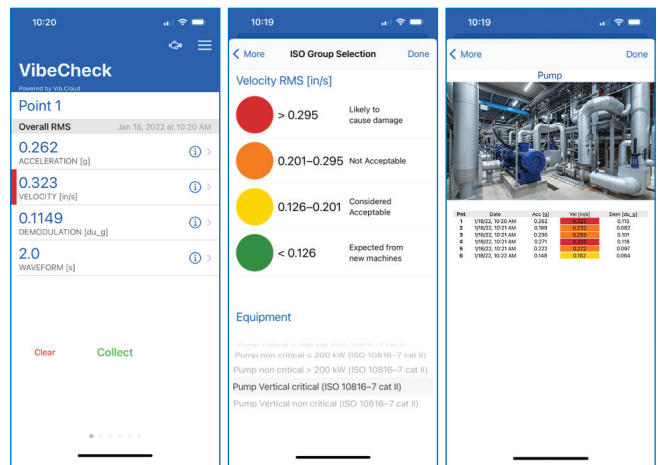 10:20
VibeCheck
Powered by Vib.Cloud
Point 1
Overall RMS Jan 18, 2022 at 10:20 AM
0.262
ACCELERATION [g]
0.323
VELOCITY [in/s]
0.1149
DEMODULATION [du_g]
2.0
WAVEFORM [s]
Clear Collect
10:19
More ISO Group Selection Done
Velocity RMS [in/s]
> 0.295 Likely to
cause damage
0.201–0.295 Not Acceptable
0.126–0.201 Considered
Acceptable
< 0.126 Expected from
new machines
Equipment
Pump non critical ≤ 200 kW (ISO 10816–7 cat II)
Pump non critical > 200 kW (ISO 10816–7 cat II)
Pump Vertical critical (ISO 10816–7 cat II)
Pump Vertical non critical (ISO 10816–7 cat II)
10:19
More Done
Pump
Pnt Date Acc [g] Vel [in/s] Dem [du_g]
1 1/18/22, 10:20 AM 0.262 0.323 0.115
2 1/18/22, 10:21 AM 0.189 0.232 0.082
3 1/18/22, 10:21 AM 0.230 0.283 0.101
4 1/18/22, 10:21 AM 0.271 0.118
5 1/18/22, 10:21 AM 0.222 0.272 0.097
6 1/18/22, 10:22 AM 0.148 0.182 0.064